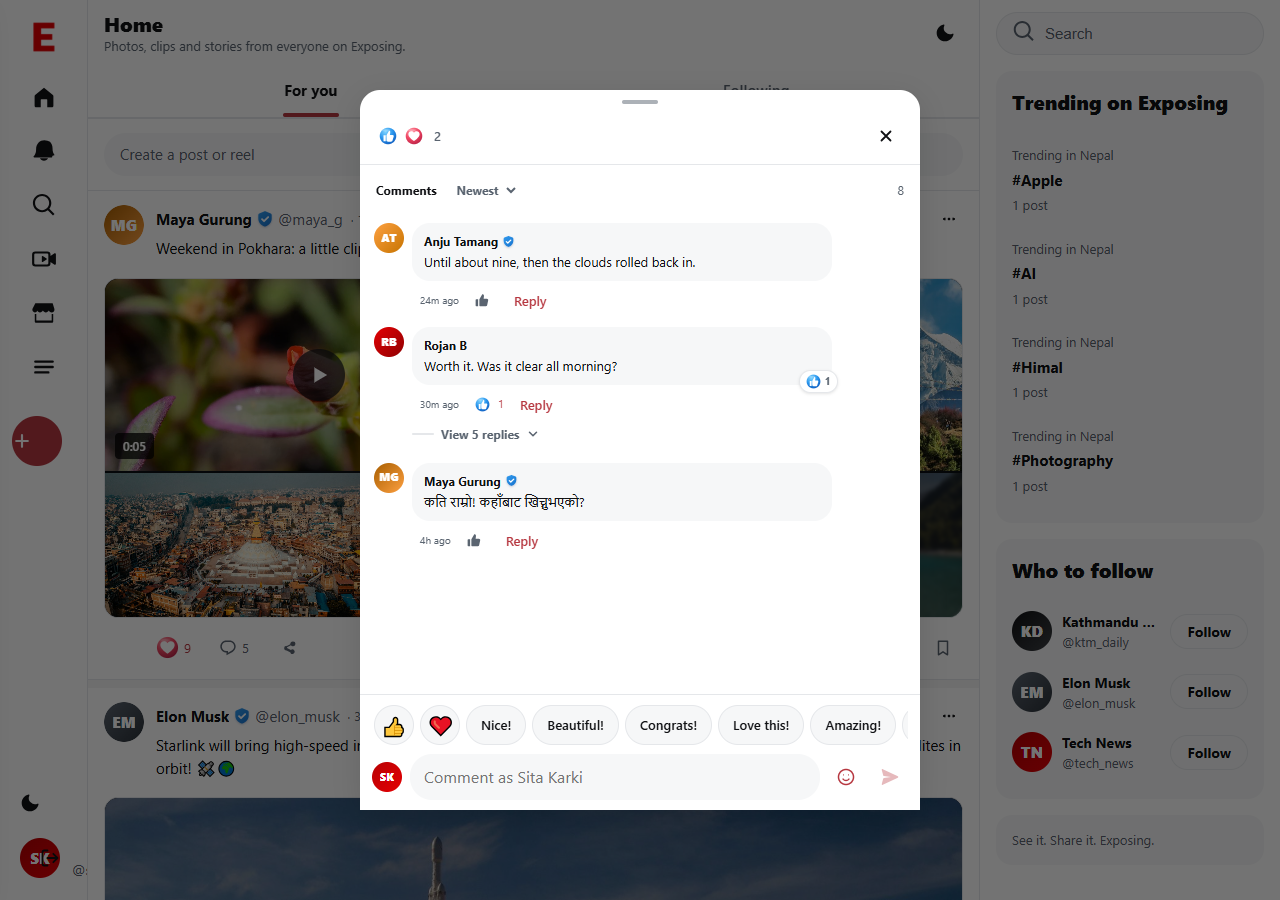 E
Home
Photos, clips and stories from everyone on Exposing.
For you
Following
Create a post or reel
MG
Maya Gurung
@maya_g
Weekend in Pokhara: a little cli
0:05
9
5
EM
Elon Musk
@elon_musk
Starlink will bring high-speed i
lites in
orbit!
SK
2
Comments
Newest
8
AT
Anju Tamang
Until about nine, then the clouds rolled back in.
24m ago
Reply
RB
Rojan B
Worth it. Was it clear all morning?
1
30m ago
1
Reply
View 5 replies
MG
Maya Gurung
कति राम्रो! कहाँबाट खिच्नुभएको?
4h ago
Reply
Nice!
Beautiful!
Congrats!
Love this!
Amazing!
SK
Comment as Sita Karki
Search
Trending on Exposing
Trending in Nepal
#Apple
1 post
Trending in Nepal
#AI
1 post
Trending in Nepal
#Himal
1 post
Trending in Nepal
#Photography
1 post
Who to follow
KD
Kathmandu ...
@ktm_daily
Follow
EM
Elon Musk
@elon_musk
Follow
TN
Tech News
@tech_news
Follow
See it. Share it. Exposing.